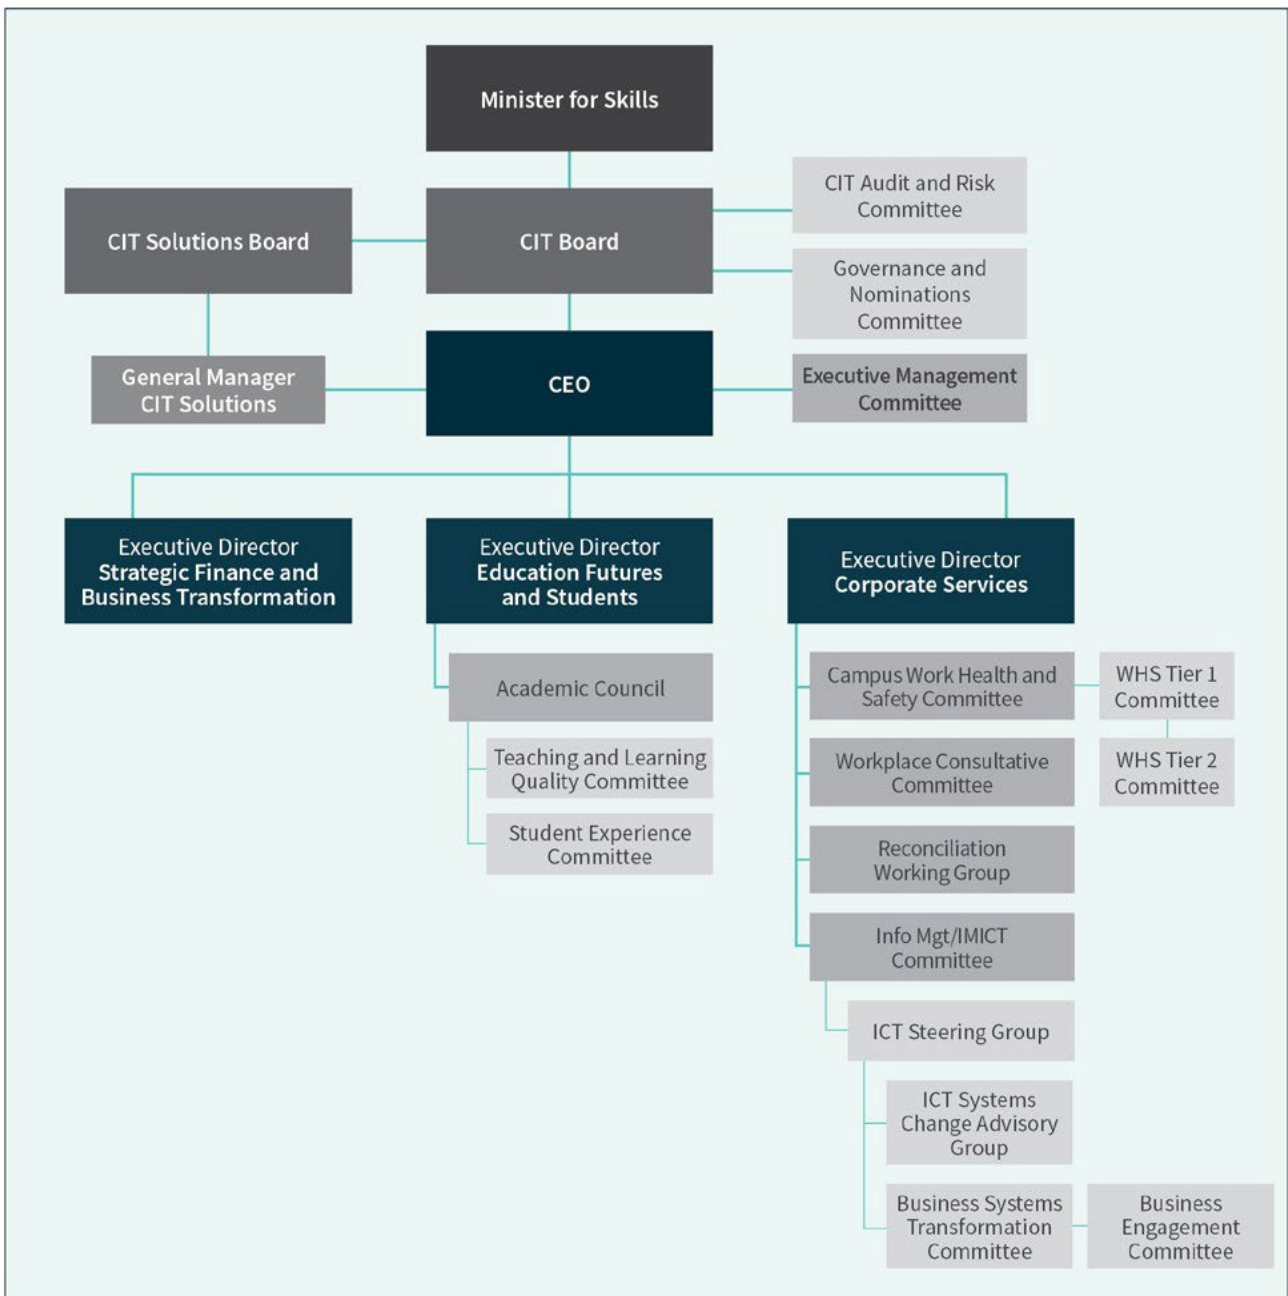 Minister for Skills
CIT Solutions Board
CIT Board
CIT Audit and Risk
Committee
Governance and
Nominations
Committee
General Manager
CIT Solutions
CEO
Executive Management
Committee
Executive Director
Strategic Finance and
Business Transformation
Executive Director
Education Futures
and Students
Academic Council
Teaching and Learning
Quality Committee
Student Experience
Committee
Executive Director
Corporate Services
Campus Work Health and
Safety Committee
WHS Tier 1
Committee
WHS Tier 2
Committee
Workplace Consultative
Committee
Reconciliation
Working Group
Info Mgt/IMICT
Committee
ICT Steering Group
ICT Systems
Change Advisory
Group
Business Systems
Transformation
Committee
Business
Engagement
Committee